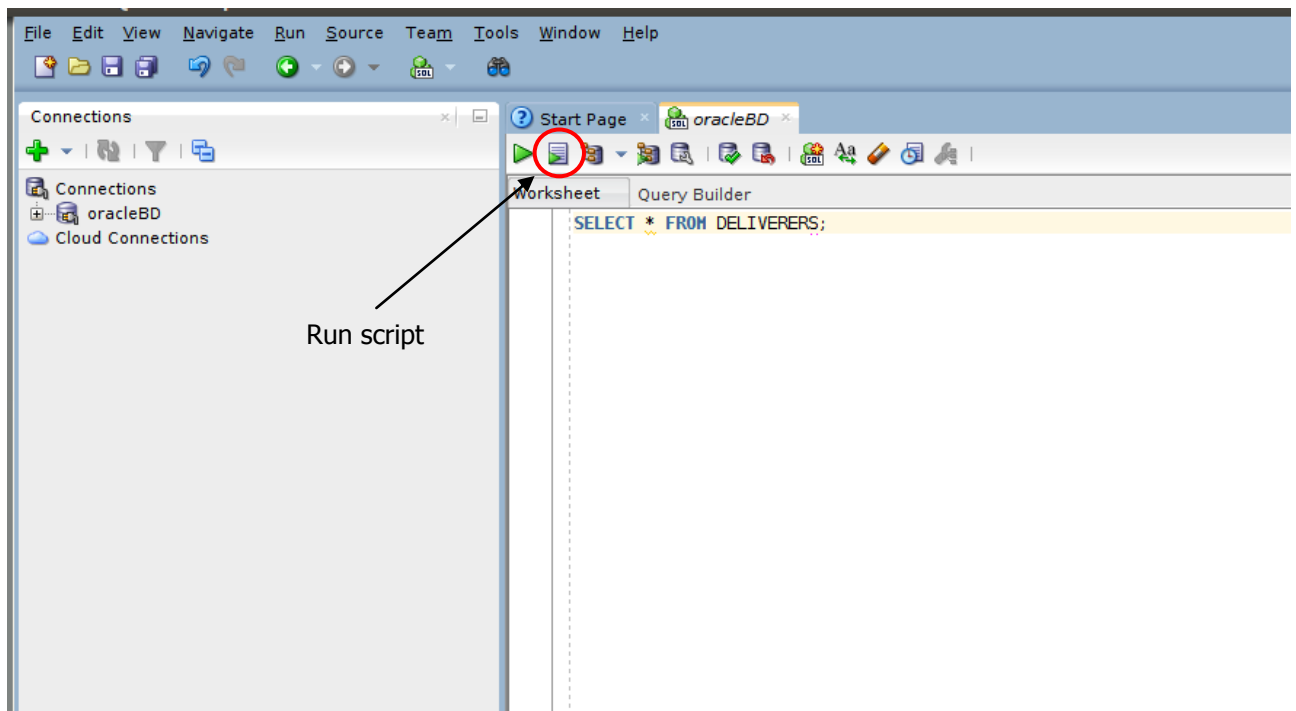 File Edit View Navigate Run Source Team Tools Window Help
Connections
Start Page
oracleBD
Connections
oracleBD
Cloud Connections
Worksheet Query Builder
SELECT * FROM DELIVERERS;
Run script